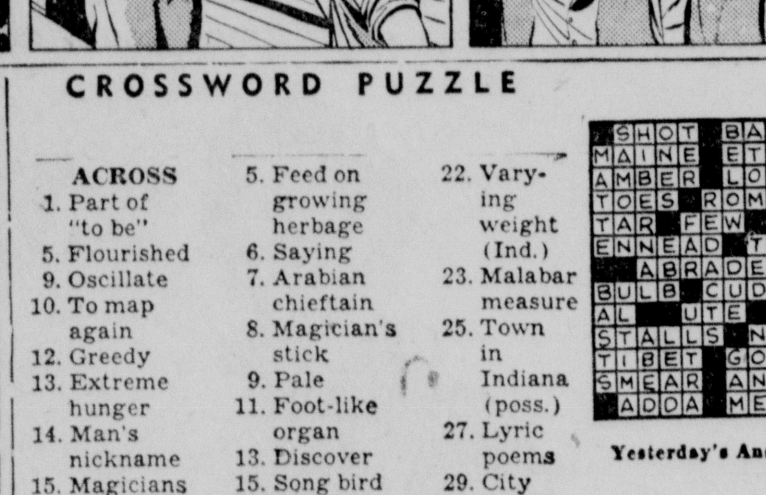 CROSSWORD PUZZLE
ACROSS
1. Part of
"to be"
5. Flourished
9. Oscillate
10. To map
again
12. Greedy
13. Extreme
hunger
14. Man's
nickname
15. Magicians
5. Feed on
growing
herbage
6. Saying
7. Arabian
chieftain
8. Magician's
stick
9. Pale
11. Foot-like
organ
13. Discover
15. Song bird
22. Vary-
ing
weight
(Ind.)
23. Malabar
measure
25. Town
in
Indiana
(poss.)
27. Lyric
poems
29. City
SHOT BA
MAINE ET
AMBER LO
TOES ROM
TAR FEW
ENNEAD T
ABRADE
BULB CUD
AL UTE
STALLS N
TIBET GO
SMEAR AN
ADDA ME
Yesterday's An